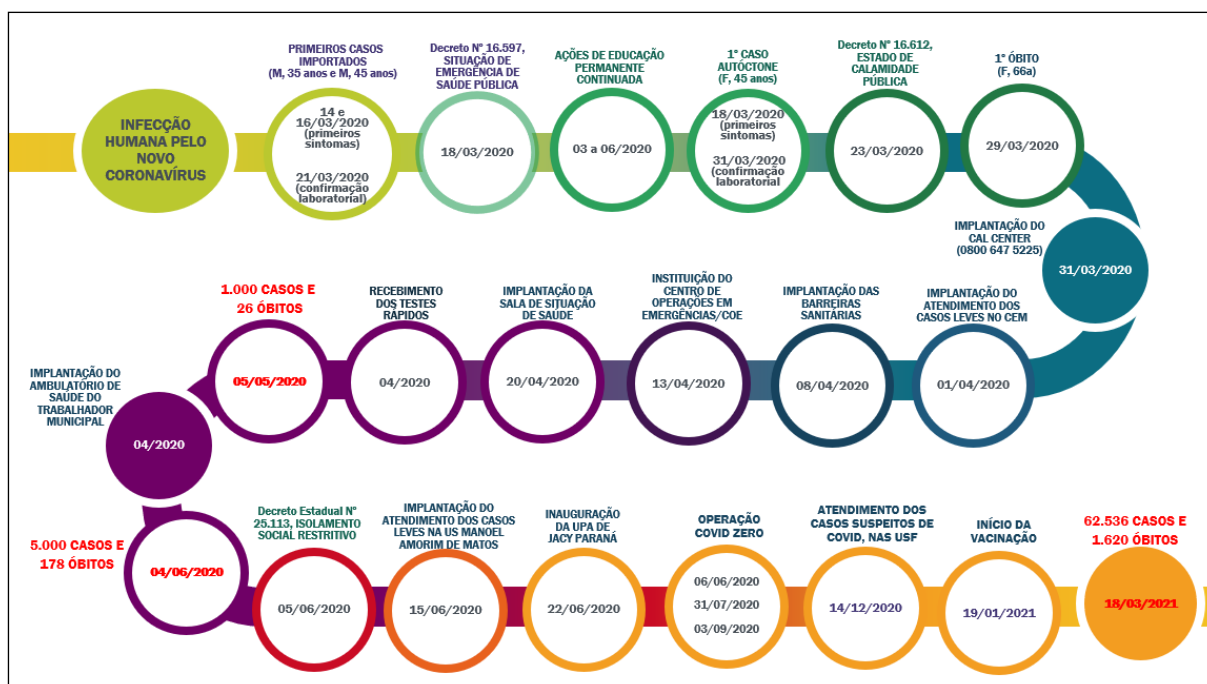 INFECÇÃO
HUMANA PELO
NOVO
CORONAVÍRUS
PRIMEIROS CASOS
IMPORTADOS
(M, 35 anos e M, 45 anos)
14 e
16/03/2020
(primeiros
sintomas)
21/03/2020
(confirmação
laboratorial)
Decreto N° 16.597,
SITUAÇÃO DE
EMERGÊNCIA DE
SAÚDE PÚBLICA
18/03/2020
AÇÕES DE EDUCAÇÃO
PERMANENTE
CONTINUADA
03 a 06/2020
1° CASO
AUTÓCTONE
(F, 45 anos)
18/03/2020
(primeiros
sintomas)
31/03/2020
(confirmação
laboratorial
Decreto N° 16.612,
ESTADO DE
CALAMIDADE
PÚBLICA
23/03/2020
1° ÓBITO
(F, 66a)
29/03/2020
IMPLANTAÇÃO DO
CAL CENTER
(0800 647 5225)
31/03/2020
IMPLANTAÇÃO DO
ATENDIMENTO DOS
CASOS LEVES NO CEM
01/04/2020
IMPLANTAÇÃO DAS
BARREIRAS
SANITÁRIAS
08/04/2020
INSTITUIÇÃO DO
CENTRO DE
OPERAÇÕES EM
EMERGÊNCIAS/COE
13/04/2020
IMPLANTAÇÃO DA
SALA DE SITUAÇÃO
DE SAÚDE
20/04/2020
RECEBIMENTO
DOS TESTES
RÁPIDOS
04/2020
1.000 CASOS E
26 ÓBITOS
05/05/2020
IMPLANTAÇÃO DO
AMBULATÓRIO DE
SAÚDE DO
TRABALHADOR
MUNICIPAL
04/2020
5.000 CASOS E
178 ÓBITOS
04/06/2020
Decreto Estadual N°
25.113, ISOLAMENTO
SOCIAL RESTRITIVO
05/06/2020
IMPLANTAÇÃO DO
ATENDIMENTO DOS CASOS
LEVES NA US MANOEL
AMORIM DE MATOS
15/06/2020
INAUGURAÇÃO
DA UPA DE
JACY PARANÁ
22/06/2020
OPERAÇÃO
COVID ZERO
06/06/2020
31/07/2020
03/09/2020
ATENDIMENTO DOS
CASOS SUSPEITOS DE
COVID, NAS USF
14/12/2020
INÍCIO DA
VACINAÇÃO
19/01/2021
62.536 CASOS E
1.620 ÓBITOS
18/03/2021